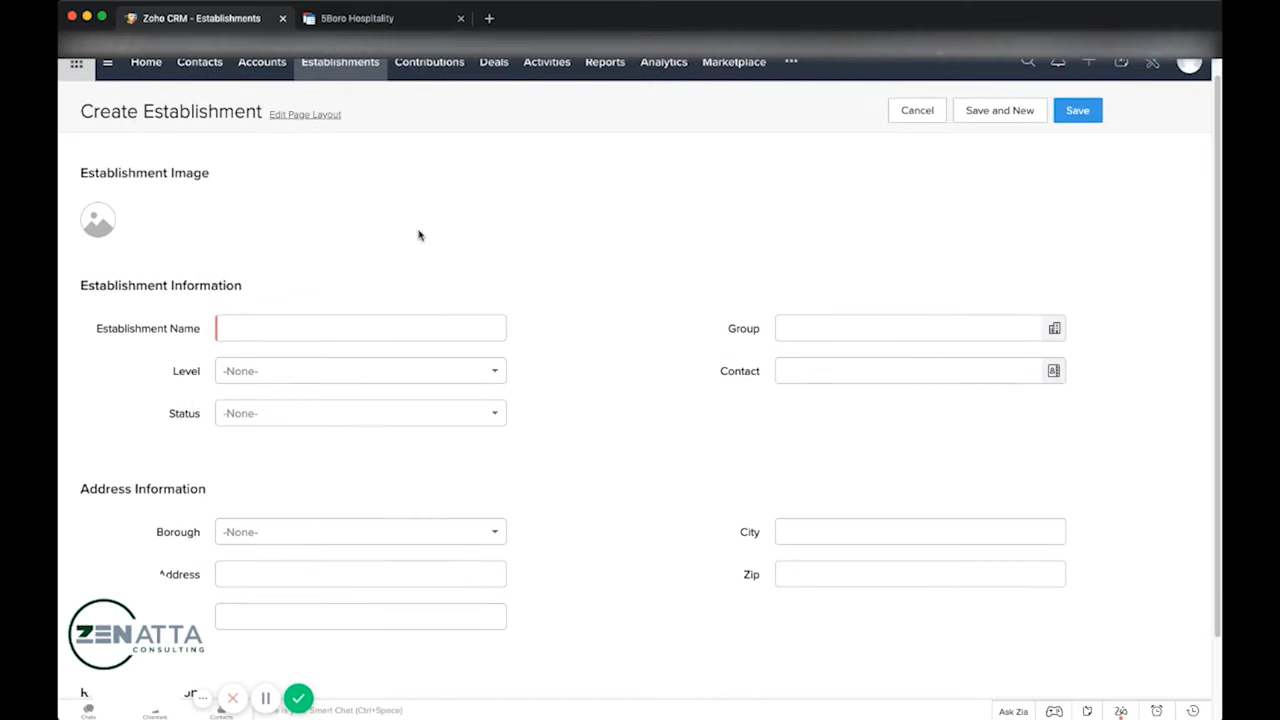 Zoho CRM - Establishments
5Boro Hospitality
Home Contacts Accounts Establishments Contributions Deals Activities Reports Analytics Marketplace
Create Establishment Edit Page Layout
Cancel Save and New Save
Establishment Image
Establishment Information
Establishment Name
Group
Level -None-
Contact
Status -None-
Address Information
Borough -None-
City
Address
Zip
ZENATTA
CONSULTING
Chats Channels Contacts
Smart Chat (Ctrl+Space)
Ask Zia